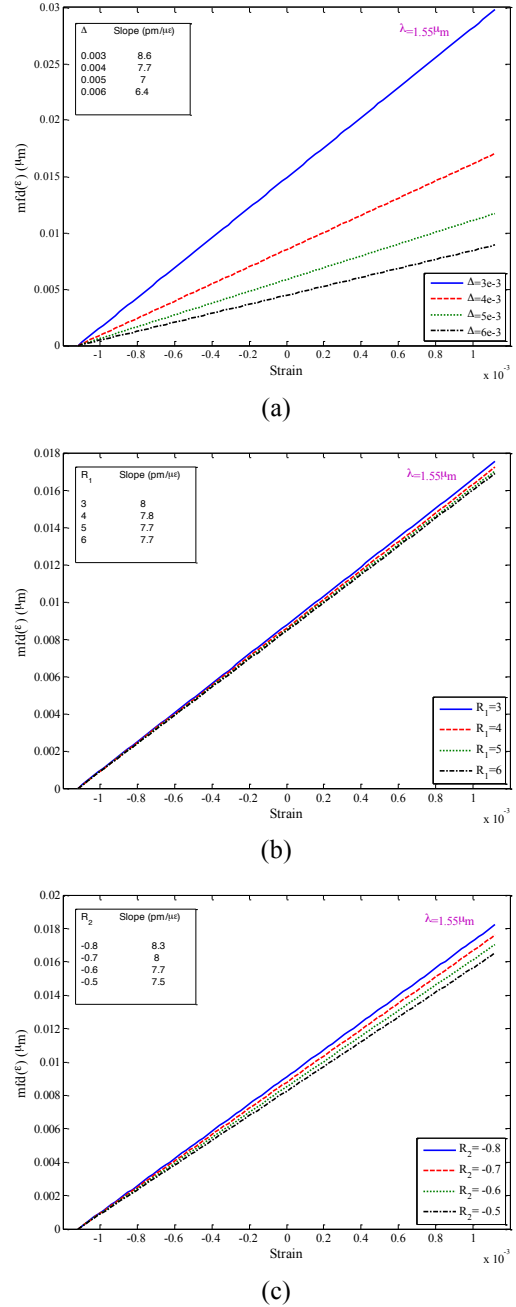 0.03
0.025
0.02
0.015
0.01
0.005
0
mfd(ε) (μm)
Δ Slope (pm/με)
0.003 8.6
0.004 7.7
0.005 7
0.006 6.4
λ=1.55μm
Δ=3e-3
Δ=4e-3
Δ=5e-3
Δ=6e-3
-1 -0.8 -0.6 -0.4 -0.2 0 0.2 0.4 0.6 0.8 1
Strain
x 10⁻³
(a)
0.018
0.016
0.014
0.012
0.01
0.008
0.006
0.004
0.002
0
mfd(ε) (μm)
R₁ Slope (pm/με)
3 8
4 7.8
5 7.7
6 7.7
λ=1.55μm
R₁=3
R₁=4
R₁=5
R₁=6
-1 -0.8 -0.6 -0.4 -0.2 0 0.2 0.4 0.6 0.8 1
Strain
x 10⁻³
(b)
0.02
0.018
0.016
0.014
0.012
0.01
0.008
0.006
0.004
0.002
0
mfd(ε) (μm)
R₂ Slope (pm/με)
-0.8 8.3
-0.7 8
-0.6 7.7
-0.5 7.5
λ=1.55μm
R₂= -0.8
R₂= -0.7
R₂= -0.6
R₂= -0.5
-1 -0.8 -0.6 -0.4 -0.2 0 0.2 0.4 0.6 0.8 1
Strain
x 10⁻³
(c)